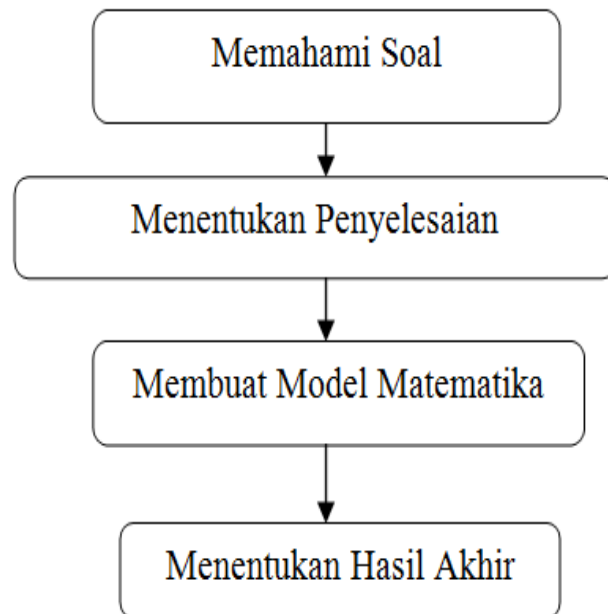 Memahami Soal
Menentukan Penyelesaian
Membuat Model Matematika
Menentukan Hasil Akhir